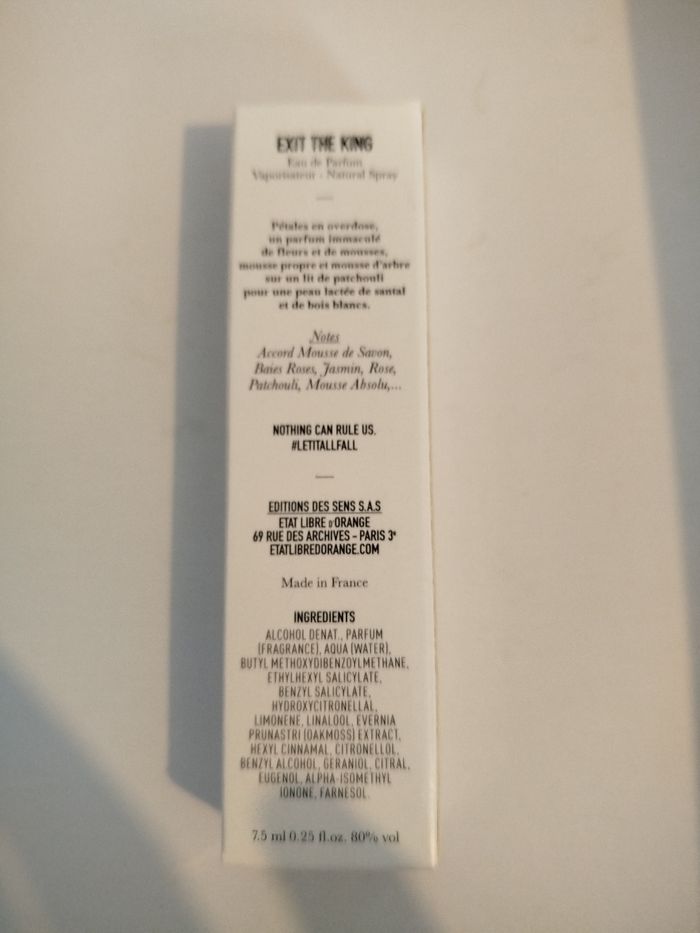 EXIT THE KING
Eau de Parfum
Vaporisateur - Natural Spray
Pétales en overdose,
un parfum immaculé
de fleurs et de mousses,
mousse propre et mousse d'arbre
sur un lit de patchouli
pour une peau lactée de santal
et de bois blancs.
Notes
Accord Mousse de Savon,
Baies Roses, Jasmin, Rose,
Patchouli, Mousse Absolu,...
NOTHING CAN RULE US.
#LETITALLFALL
EDITIONS DES SENS S.A.S
ETAT LIBRE D'ORANGE
69 RUE DES ARCHIVES - PARIS 3e
ETATLIBREDORANGE.COM
Made in France
INGREDIENTS
ALCOHOL DENAT., PARFUM
(FRAGRANCE), AQUA (WATER),
BUTYL METHOXYDIBENZOYLMETHANE,
ETHYLHEXYL SALICYLATE,
BENZYL SALICYLATE,
HYDROXYCITRONELLAL,
LIMONENE, LINALOOL, EVERNIA
PRUNASTRI (OAKMOSS) EXTRACT,
HEXYL CINNAMAL, CITRONELLOL,
BENZYL ALCOHOL, GERANIOL, CITRAL,
EUGENOL, ALPHA-ISOMETHYL
IONONE, FARNESOL.
7.5 ml 0.25 fl.oz. 80% vol